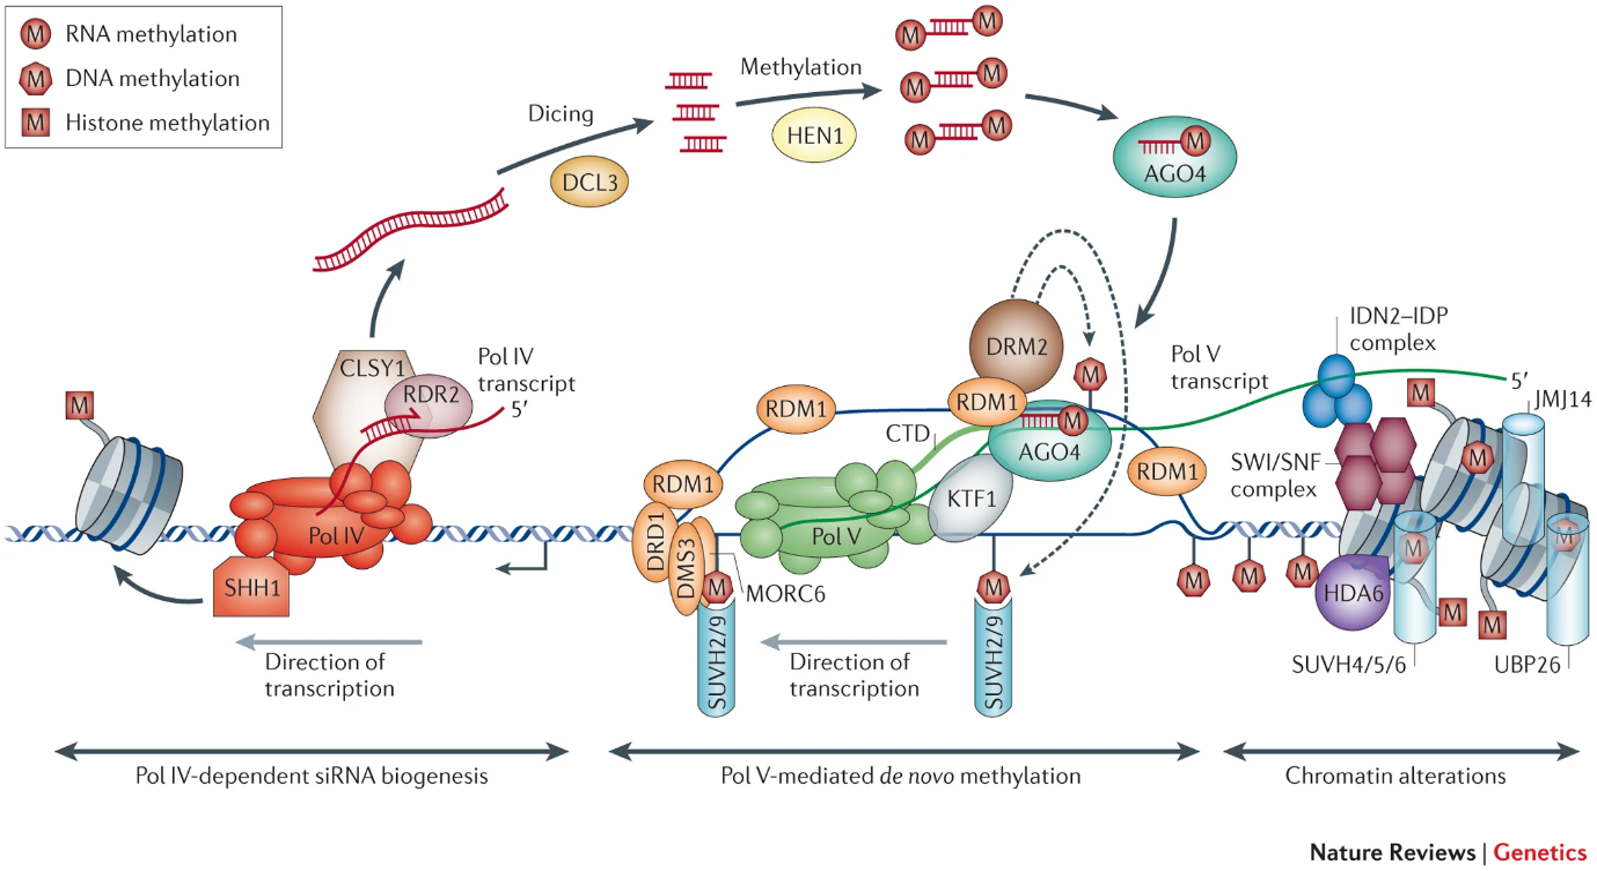 M RNA methylation
M DNA methylation
M Histone methylation
Dicing
DCL3
Methylation
HEN1
M M
M M
M M
M
AGO4
M
CLSY1
RDR2
Pol IV
transcript
5′
Pol IV
SHH1
Direction of
transcription
Pol IV-dependent siRNA biogenesis
RDM1
RDM1
DRD1
DMS3
M
MORC6
SUVH2/9
Pol V
CTD
KTF1
DRM2
RDM1
M
M
AGO4
RDM1
Pol V
transcript
5′
M
SUVH2/9
Direction of
transcription
Pol V-mediated de novo methylation
M
M
M
IDN2–IDP
complex
SWI/SNF
complex
M
JMJ14
M
M
M
HDA6
M
M
SUVH4/5/6
UBP26
Chromatin alterations
Nature Reviews | Genetics